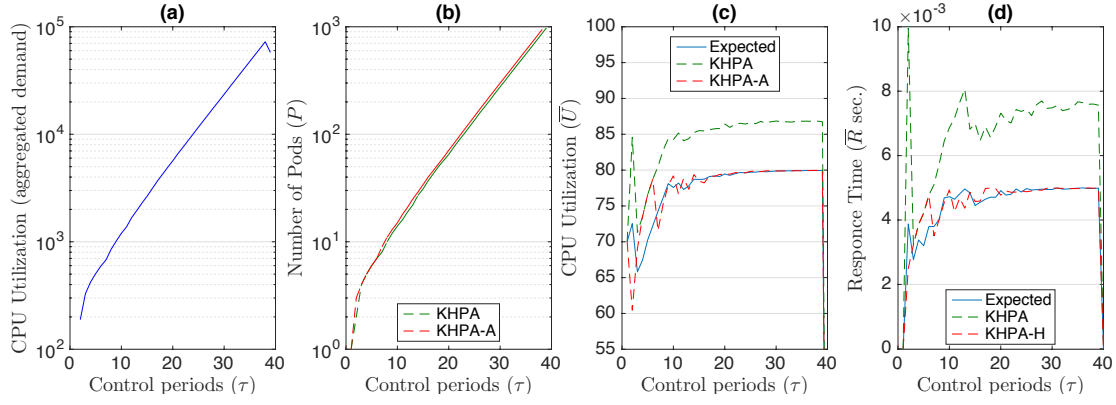 (a)
CPU Utilization (aggregated demand)
10^5
10^4
10^3
10^2
0 10 20 30 40
Control periods (τ)
(b)
Number of Pods (P)
10^3
10^2
10^1
10^0
0 10 20 30 40
Control periods (τ)
KHPA
KHPA-A
(c)
CPU Utilization (U̅)
100
95
90
85
80
75
70
65
60
55
0 10 20 30 40
Control periods (τ)
Expected
KHPA
KHPA-A
(d)
×10^-3
Responce Time (R̅ sec.)
10
8
6
4
2
0
0 10 20 30 40
Control periods (τ)
Expected
KHPA
KHPA-H